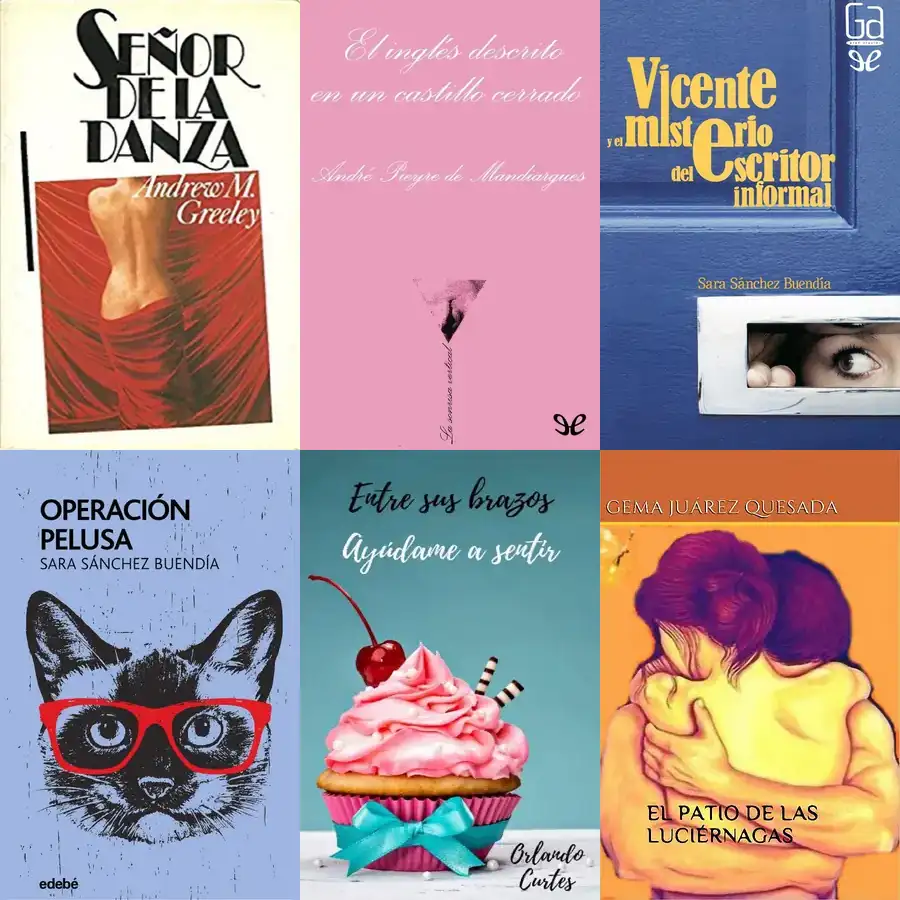 SEÑOR
DE LA
DANZA
Andrew M.
Greeley
El inglés descrito
en un castillo cerrado
André Pieyre de Mandiargues
La sonrisa vertical
Ga
Vicente
y el misterio
del escritor
informal
Sara Sánchez Buendía
OPERACIÓN
PELUSA
SARA SÁNCHEZ BUENDÍA
edebé
Entre sus brazos
Ayúdame a sentir
Orlando
Curtes
GEMA JUÁREZ QUESADA
EL PATIO DE LAS
LUCIÉRNAGAS